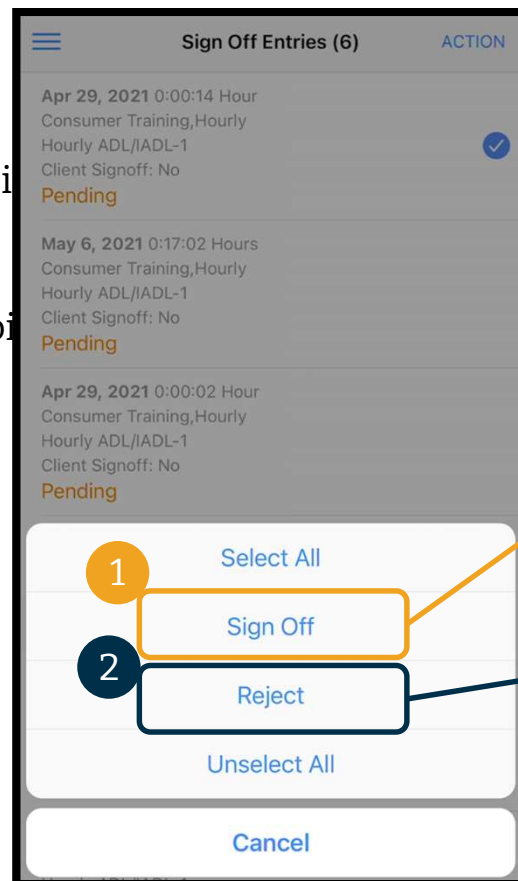 Sign Off Entries (6)
ACTION
Apr 29, 2021 0:00:14 Hour
Consumer Training,Hourly
Hourly ADL/IADL-1
Client Signoff: No
Pending
May 6, 2021 0:17:02 Hours
Consumer Training,Hourly
Hourly ADL/IADL-1
Client Signoff: No
Pending
Apr 29, 2021 0:00:02 Hour
Consumer Training,Hourly
Hourly ADL/IADL-1
Client Signoff: No
Pending
Select All
1
Sign Off
2
Reject
Unselect All
Cancel